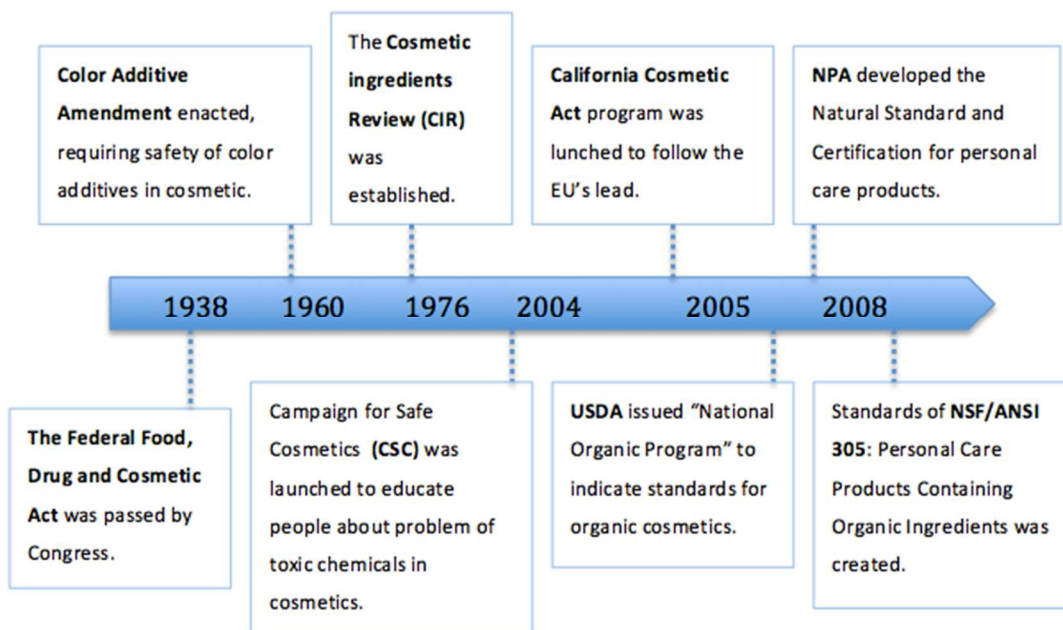 Color Additive
Amendment enacted,
requiring safety of color
additives in cosmetic.
The Cosmetic
ingredients
Review (CIR)
was
established.
California Cosmetic
Act program was
lunched to follow the
EU's lead.
NPA developed the
Natural Standard and
Certification for personal
care products.
1938 1960 1976 2004 2005 2008
The Federal Food,
Drug and Cosmetic
Act was passed by
Congress.
Campaign for Safe
Cosmetics (CSC) was
launched to educate
people about problem of
toxic chemicals in
cosmetics.
USDA issued “National
Organic Program” to
indicate standards for
organic cosmetics.
Standards of NSF/ANSI
305: Personal Care
Products Containing
Organic Ingredients was
created.